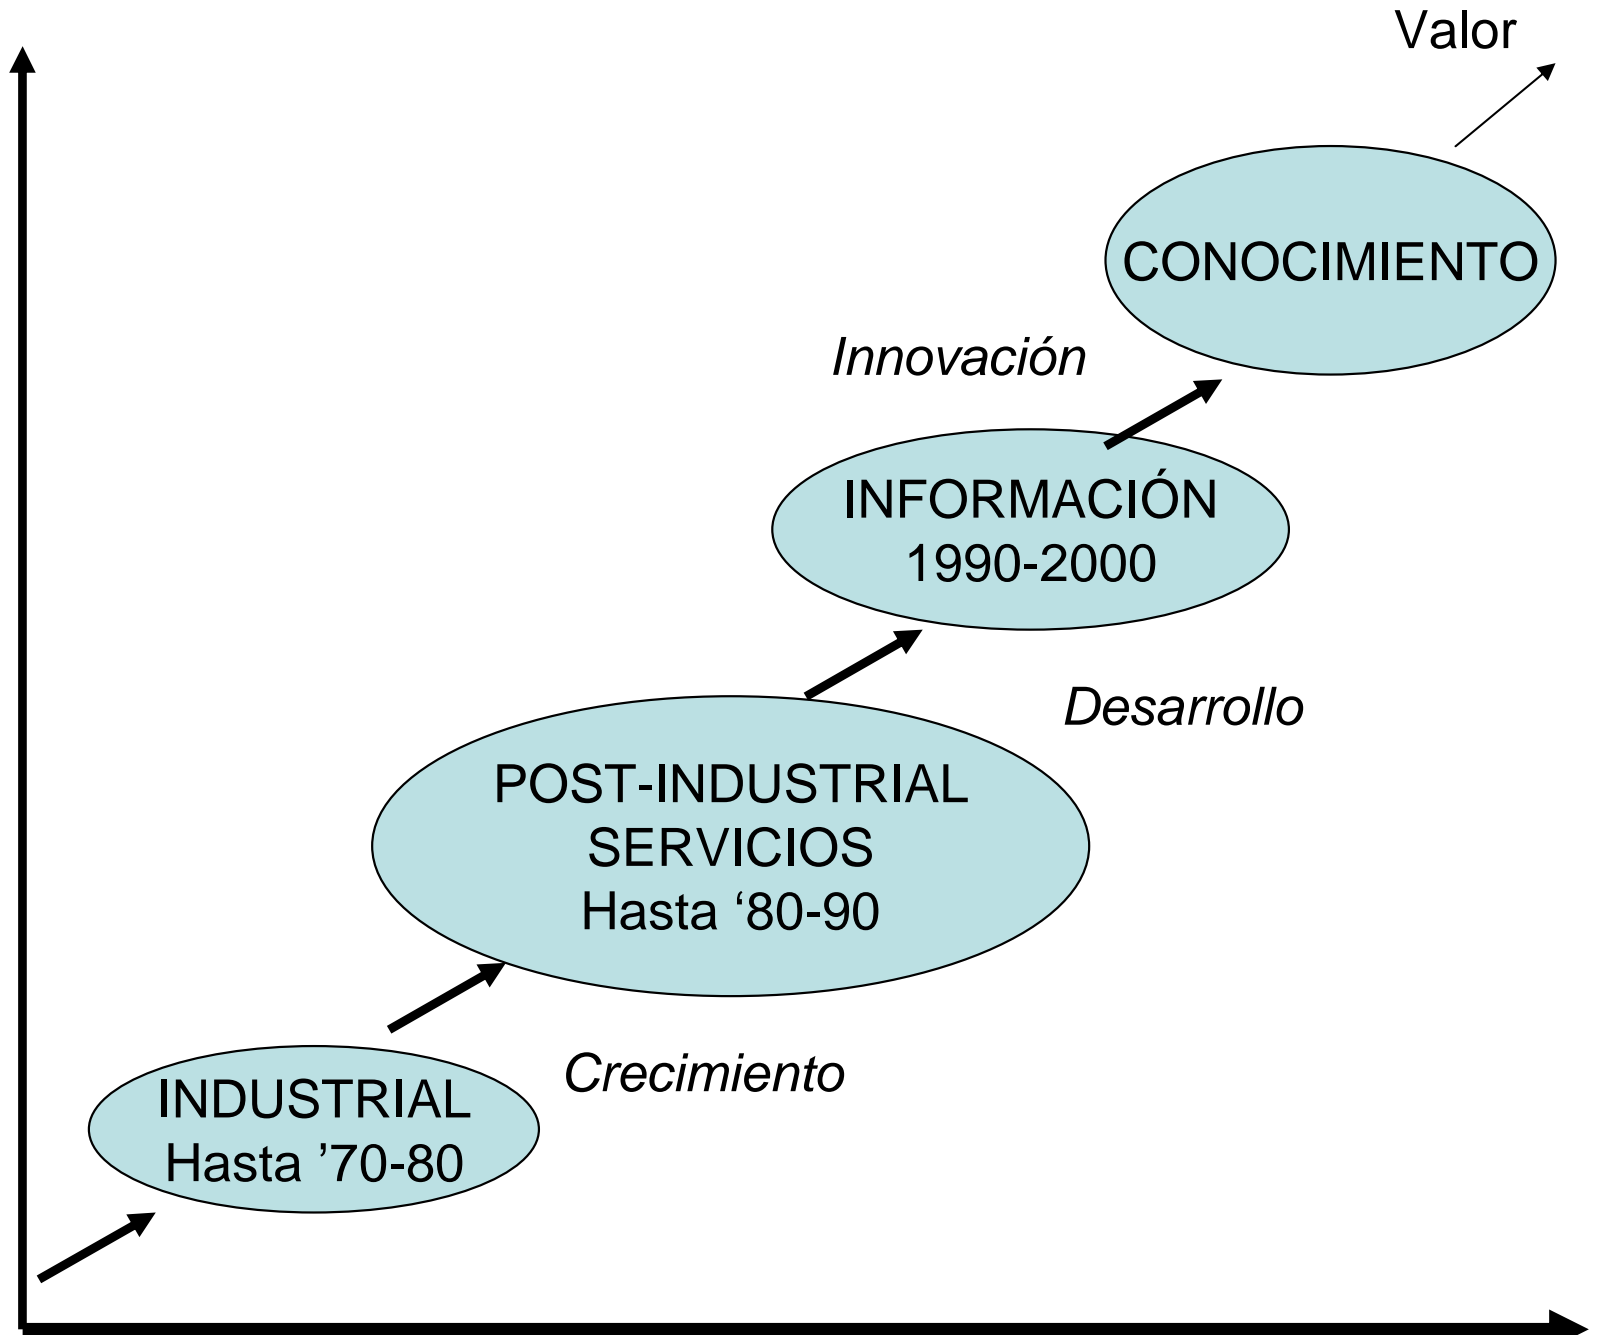 Valor
CONOCIMIENTO
Innovación
INFORMACIÓN
1990-2000
Desarrollo
POST-INDUSTRIAL
SERVICIOS
Hasta ‘80-90
Crecimiento
INDUSTRIAL
Hasta ’70-80